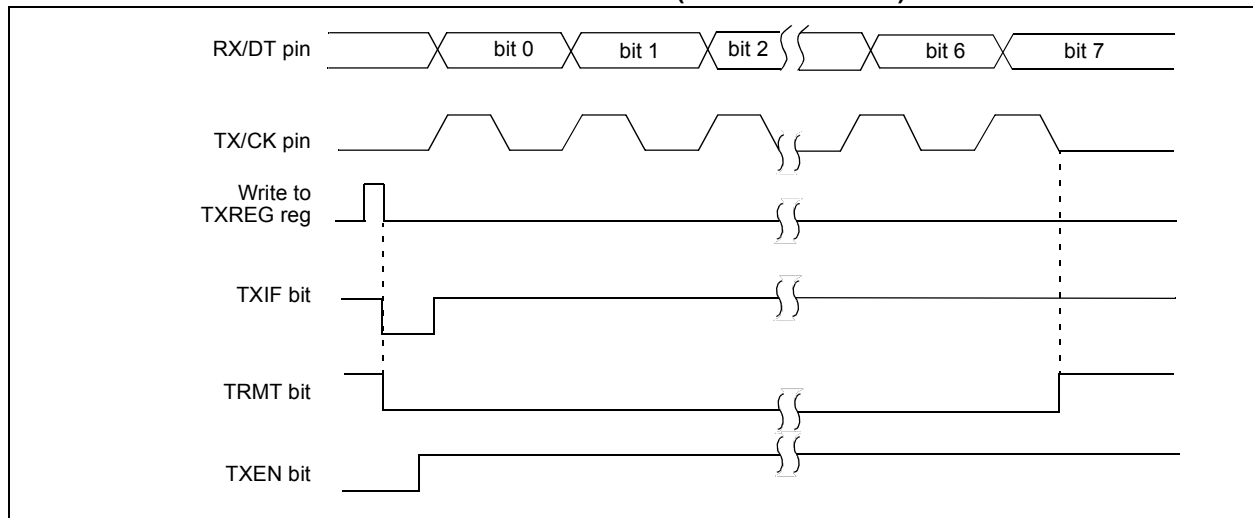 RX/DT pin
bit 0
bit 1
bit 2
bit 6
bit 7
TX/CK pin
Write to
TXREG reg
TXIF bit
TRMT bit
TXEN bit